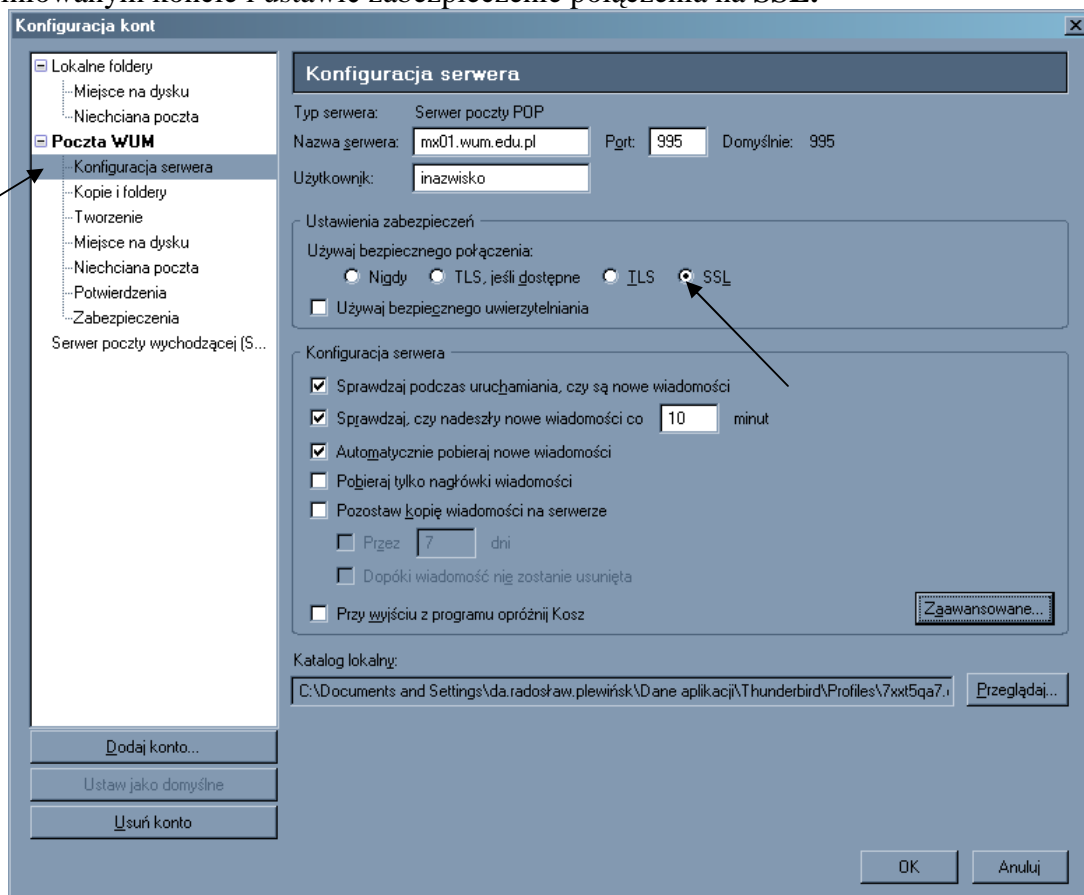 zabezpieczenie połączenia na SSL.
Konfiguracja kont
Lokalne foldery
Miejsce na dysku
Niechciana poczta
Poczta WUM
Konfiguracja serwera
Kopie i foldery
Tworzenie
Miejsce na dysku
Niechciana poczta
Potwierdzenia
Zabezpieczenia
Serwer poczty wychodzącej (S...
Dodaj konto...
Ustaw jako domyślne
Usuń konto
Konfiguracja serwera
Typ serwera: Serwer poczty POP
Nazwa serwera: mx01.wum.edu.pl Port: 995 Domyślnie: 995
Użytkownik: inazwisko
Ustawienia zabezpieczeń
Używaj bezpiecznego połączenia:
Nigdy TLS, jeśli dostępne TLS SSL
Używaj bezpiecznego uwierzytelniania
Konfiguracja serwera
Sprawdzaj podczas uruchamiania, czy są nowe wiadomości
Sprawdzaj, czy nadeszły nowe wiadomości co 10 minut
Automatycznie pobieraj nowe wiadomości
Pobieraj tylko nagłówki wiadomości
Pozostaw kopię wiadomości na serwerze
Przez 7 dni
Dopóki wiadomość nie zostanie usunięta
Przy wyjściu z programu opróżnij Kosz
Zaawansowane...
Katalog lokalny:
C:\Documents and Settings\da.radosław.plewińsk\Dane aplikacji\Thunderbird\Profiles\7xxt5qa7.
Przeglądaj...
OK Anuluj